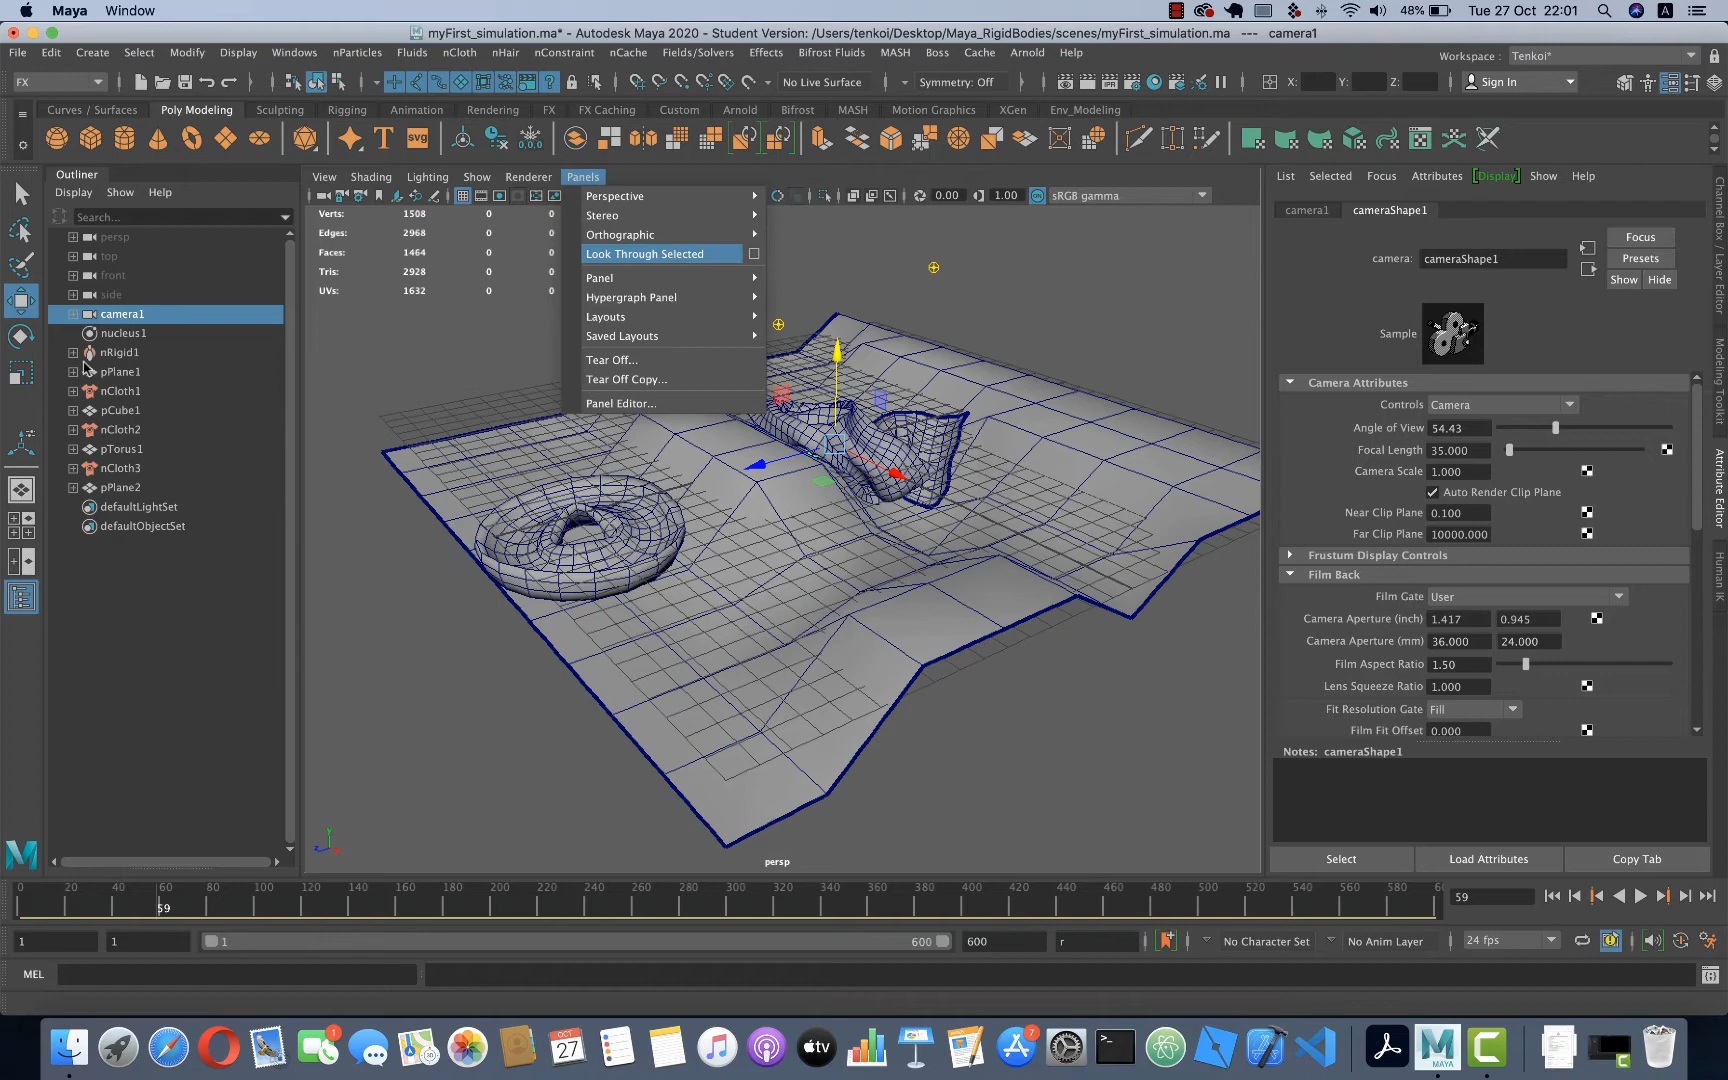 Maya Window 48% Tue 27 Oct 22:01 A
myFirst_simulation.ma* - Autodesk Maya 2020 - Student Version: /Users/tenkoi/Desktop/Maya_RigidBodies/scenes/myFirst_simulation.ma --- camera1
File Edit Create Select Modify Display Windows nParticles Fluids nCloth nHair nConstraint nCache Fields/Solvers Effects Bifrost Fluids MASH Boss Cache Arnold Help Workspace : Tenkoi*
FX No Live Surface Symmetry: Off X: Y: Z: Sign In
Curves / Surfaces Poly Modeling Sculpting Rigging Animation Rendering FX FX Caching Custom Arnold Bifrost MASH Motion Graphics XGen Env_Modeling
T svg 0,0,0
Outliner
Display Show Help
Search...
persp
top
front
side
camera1
nucleus1
nRigid1
pPlane1
nCloth1
pCube1
nCloth2
pTorus1
nCloth3
pPlane2
defaultLightSet
defaultObjectSet
View Shading Lighting Show Renderer Panels
0.00 1.00 sRGB gamma
Verts: 1508 0 0
Edges: 2968 0 0
Faces: 1464 0 0
Tris: 2928 0 0
UVs: 1632 0 0
Perspective
Stereo
Orthographic
Look Through Selected
Panel
Hypergraph Panel
Layouts
Saved Layouts
Tear Off...
Tear Off Copy...
Panel Editor...
persp
y
z
List Selected Focus Attributes Display Show Help
camera1 cameraShape1
camera: cameraShape1
Focus
Presets
Show Hide
Sample
Camera Attributes
Controls Camera
Angle of View 54.43
Focal Length 35.000
Camera Scale 1.000
Auto Render Clip Plane
Near Clip Plane 0.100
Far Clip Plane 10000.000
Frustum Display Controls
Film Back
Film Gate User
Camera Aperture (inch) 1.417 0.945
Camera Aperture (mm) 36.000 24.000
Film Aspect Ratio 1.50
Lens Squeeze Ratio 1.000
Fit Resolution Gate Fill
Film Fit Offset 0.000
Notes: cameraShape1
Select Load Attributes Copy Tab
Channel Box / Layer Editor
Modeling Toolkit
Attribute Editor
Human IK
0 20 40 60 80 100 120 140 160 180 200 220 240 260 280 300 320 340 360 380 400 420 440 460 480 500 520 540 560 580 60
59
59
1 1 1 600 600 r No Character Set No Anim Layer 24 fps
MEL
1 OCT 27 tv 7 MAYA C